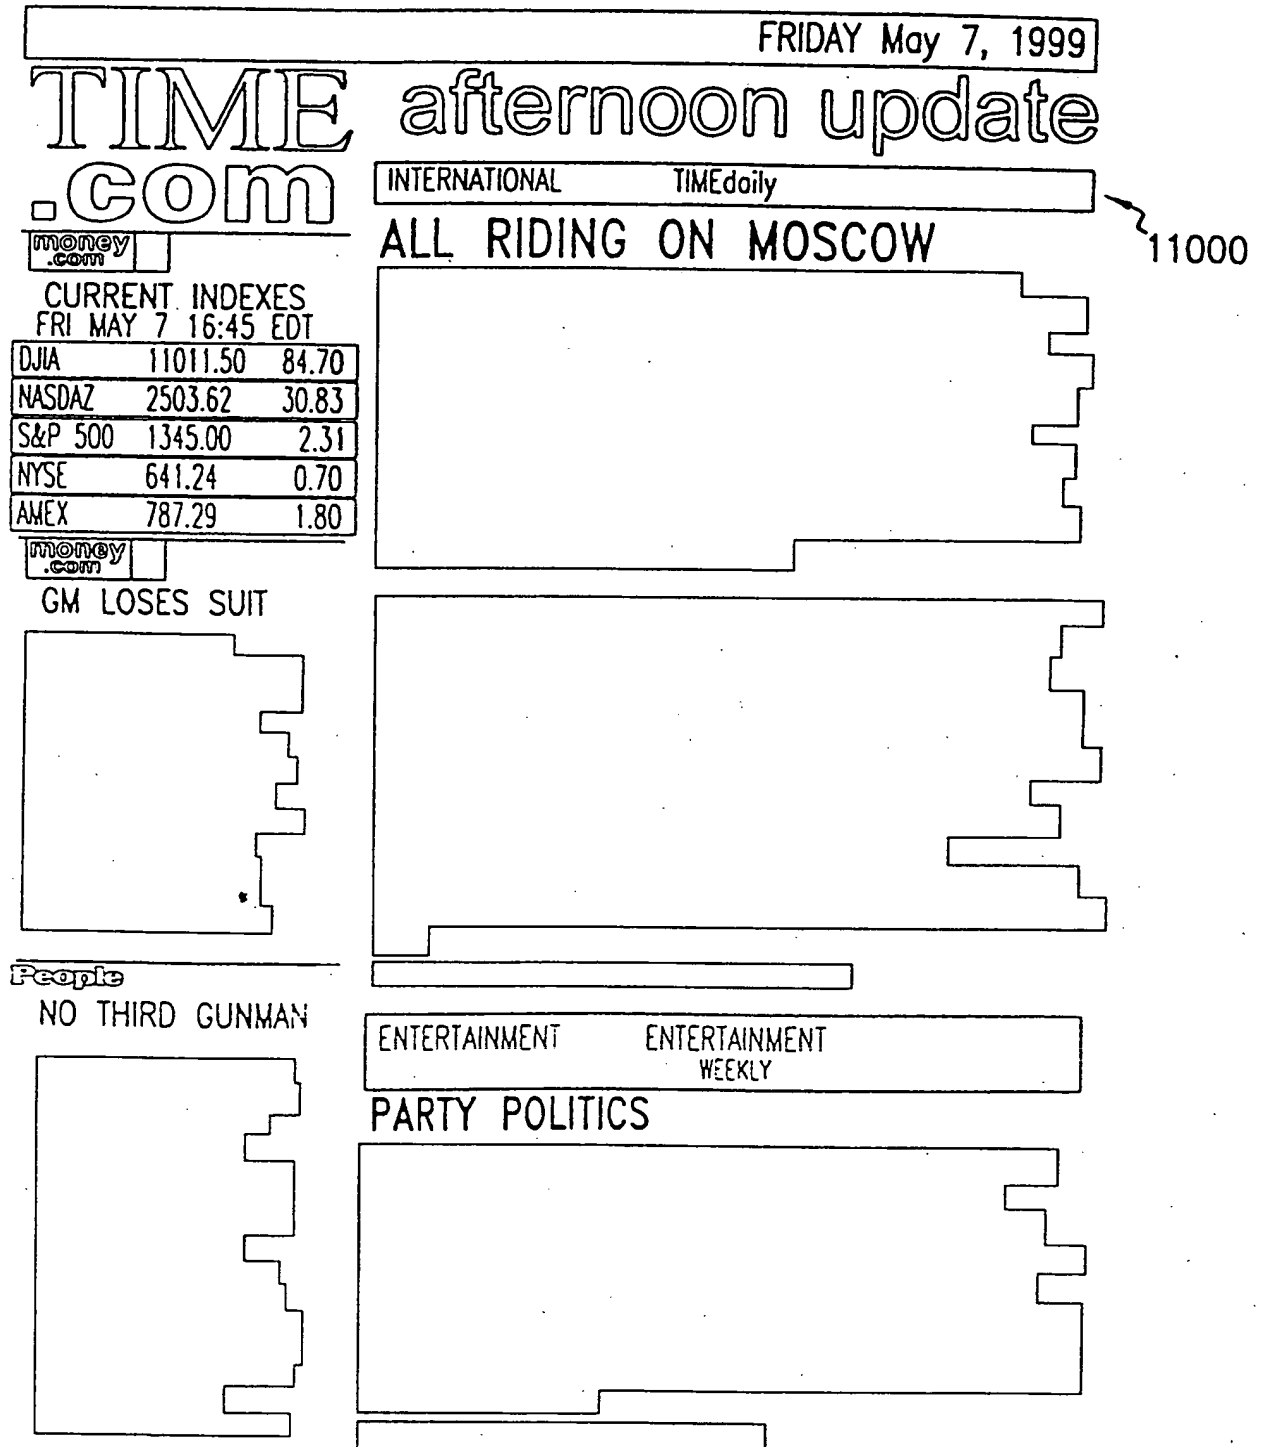 FRIDAY May 7, 1999
TIME
.com
afternoon update
INTERNATIONAL TIMEdaily
11000
ALL RIDING ON MOSCOW
money
.com
CURRENT INDEXES
FRI MAY 7 16:45 EDT
DJIA 11011.50 84.70
NASDAZ 2503.62 30.83
S&P 500 1345.00 2.31
NYSE 641.24 0.70
AMEX 787.29 1.80
money
.com
GM LOSES SUIT
People
NO THIRD GUNMAN
ENTERTAINMENT ENTERTAINMENT
WEEKLY
PARTY POLITICS